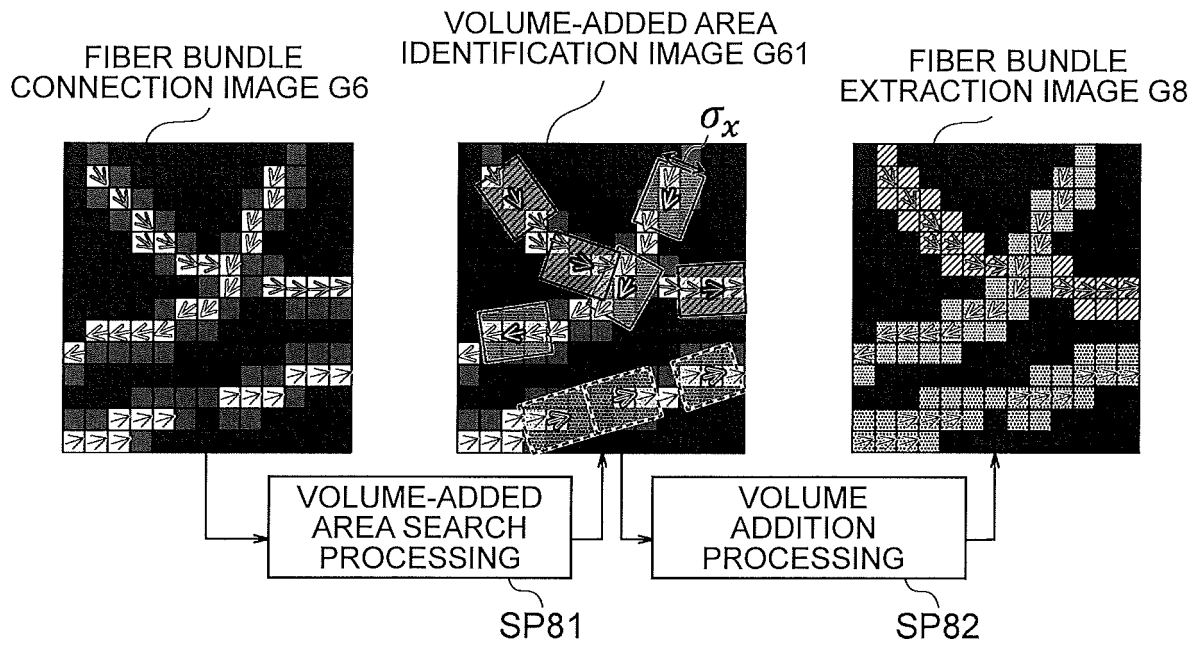 FIBER BUNDLE
CONNECTION IMAGE G6
VOLUME-ADDED AREA
IDENTIFICATION IMAGE G61
FIBER BUNDLE
EXTRACTION IMAGE G8
σx
VOLUME-ADDED
AREA SEARCH
PROCESSING
SP81
VOLUME
ADDITION
PROCESSING
SP82